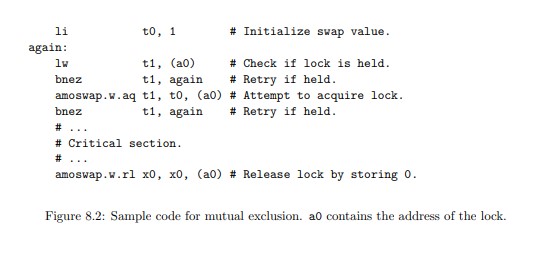 li t0, 1 # Initialize swap value.
again:
lw t1, (a0) # Check if lock is held.
bnez t1, again # Retry if held.
amoswap.w.aq t1, t0, (a0) # Attempt to acquire lock.
bnez t1, again # Retry if held.
# ...
# Critical section.
# ...
amoswap.w.rl x0, x0, (a0) # Release lock by storing 0.
Figure 8.2: Sample code for mutual exclusion. a0 contains the address of the lock.